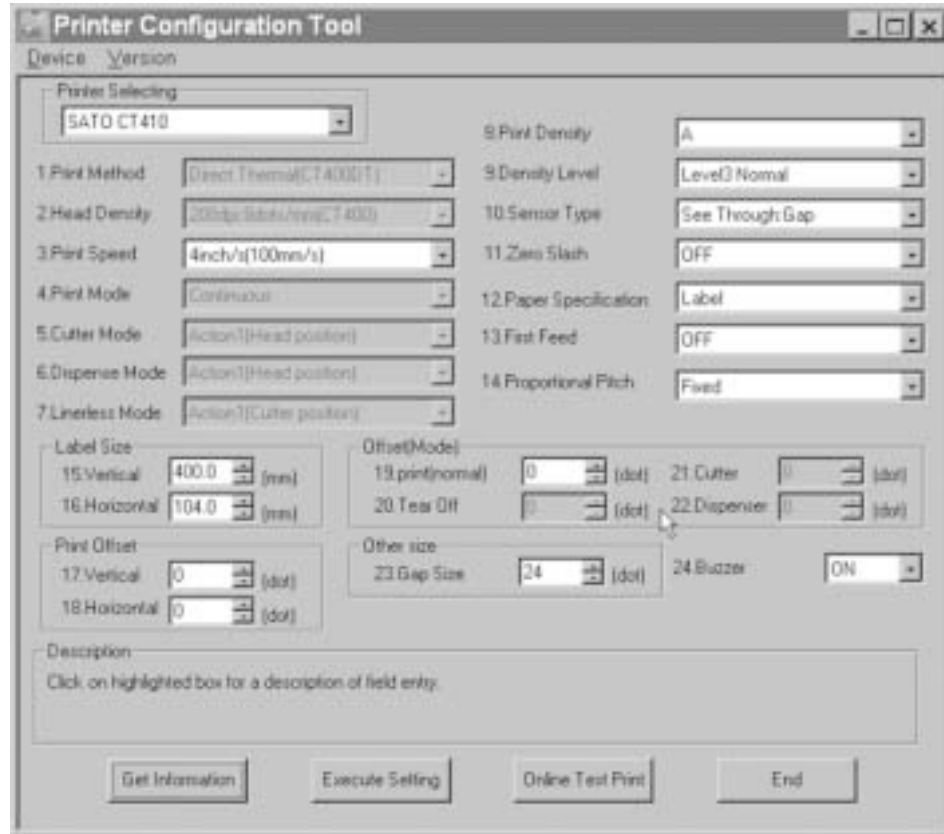 Printer Configuration Tool
Device Version
Printer Selecting
SATO CT410
1.Print Method Direct Thermal(CT400DT)
2.Head Density 200dpi 8dots/mm(CT400)
3.Print Speed 4inch/s(100mm/s)
4.Print Mode Continuous
5.Cutter Mode Action1(Head position)
6.Dispense Mode Action1(Head position)
7.Linerless Mode Action1(Cutter position)
8.Print Density A
9.Density Level Level3 Normal
10.Sensor Type See Through Gap
11.Zero Slash OFF
12.Paper Specification Label
13.First Feed OFF
14.Proportional Pitch Fixed
Label Size
15.Vertical 400.0 (mm)
16.Horizontal 104.0 (mm)
Offset(Mode)
19.print(normal) 0 (dot) 21.Cutter 0 (dot)
20.Tear Off 0 (dot) 22.Dispenser 0 (dot)
Print Offset
17.Vertical 0 (dot)
18.Horizontal 0 (dot)
Other size
23.Gap Size 24 (dot) 24.Buzzer ON
Description
Click on highlighted box for a description of field entry.
Get Information Execute Setting Online Test Print End